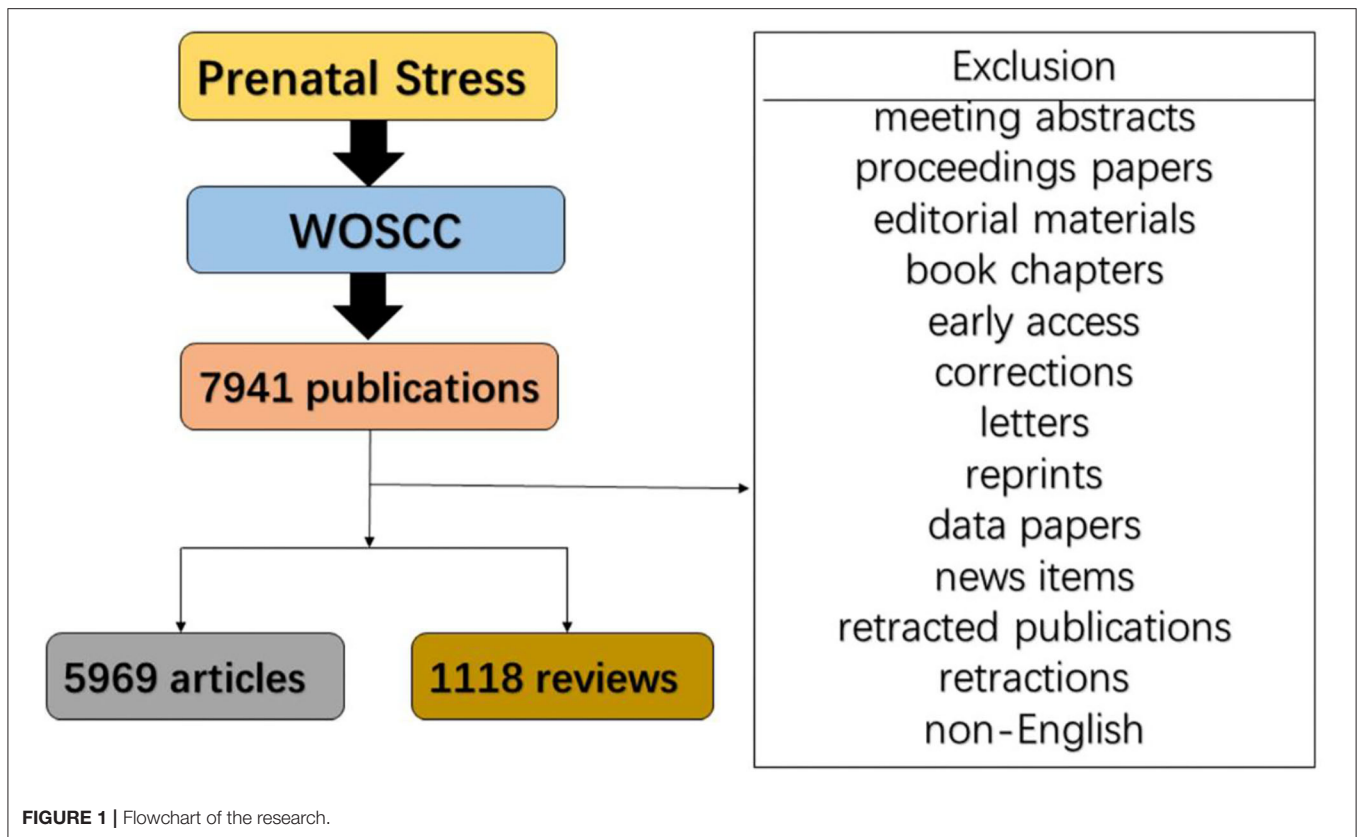 Prenatal Stress
WOSCC
7941 publications
5969 articles
1118 reviews
Exclusion
meeting abstracts
proceedings papers
editorial materials
book chapters
early access
corrections
letters
reprints
data papers
news items
retracted publications
retractions
non-English
FIGURE 1 | Flowchart of the research.